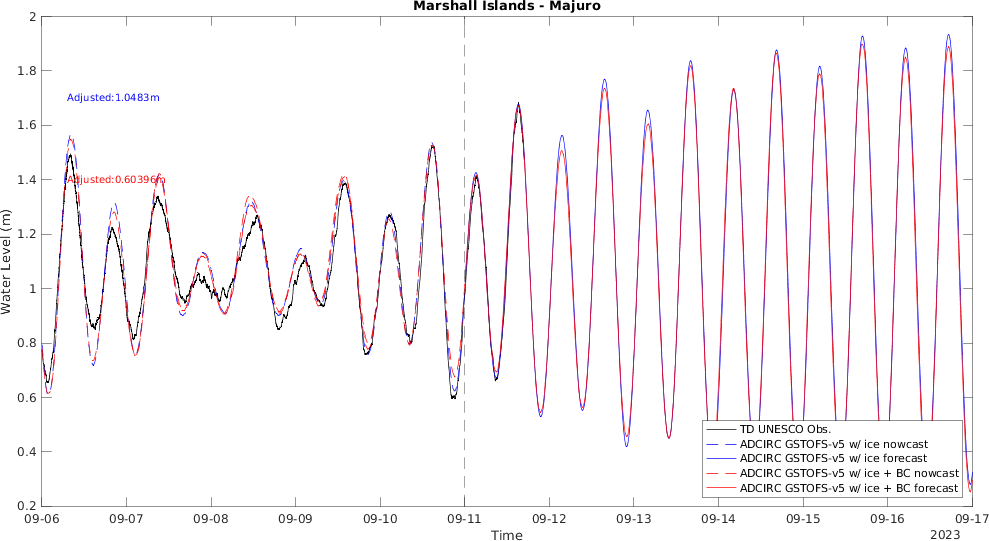 Marshall Islands - Majuro
2
1.8
1.6
1.4
1.2
1
0.8
0.6
0.4
0.2
Water Level (m)
Adjusted:1.0483m
Adjusted:0.60396m
TD UNESCO Obs.
ADCIRC GSTOFS-v5 w/ ice nowcast
ADCIRC GSTOFS-v5 w/ ice forecast
ADCIRC GSTOFS-v5 w/ ice + BC nowcast
ADCIRC GSTOFS-v5 w/ ice + BC forecast
09-06 09-07 09-08 09-09 09-10 09-11 09-12 09-13 09-14 09-15 09-16 09-17
Time
2023